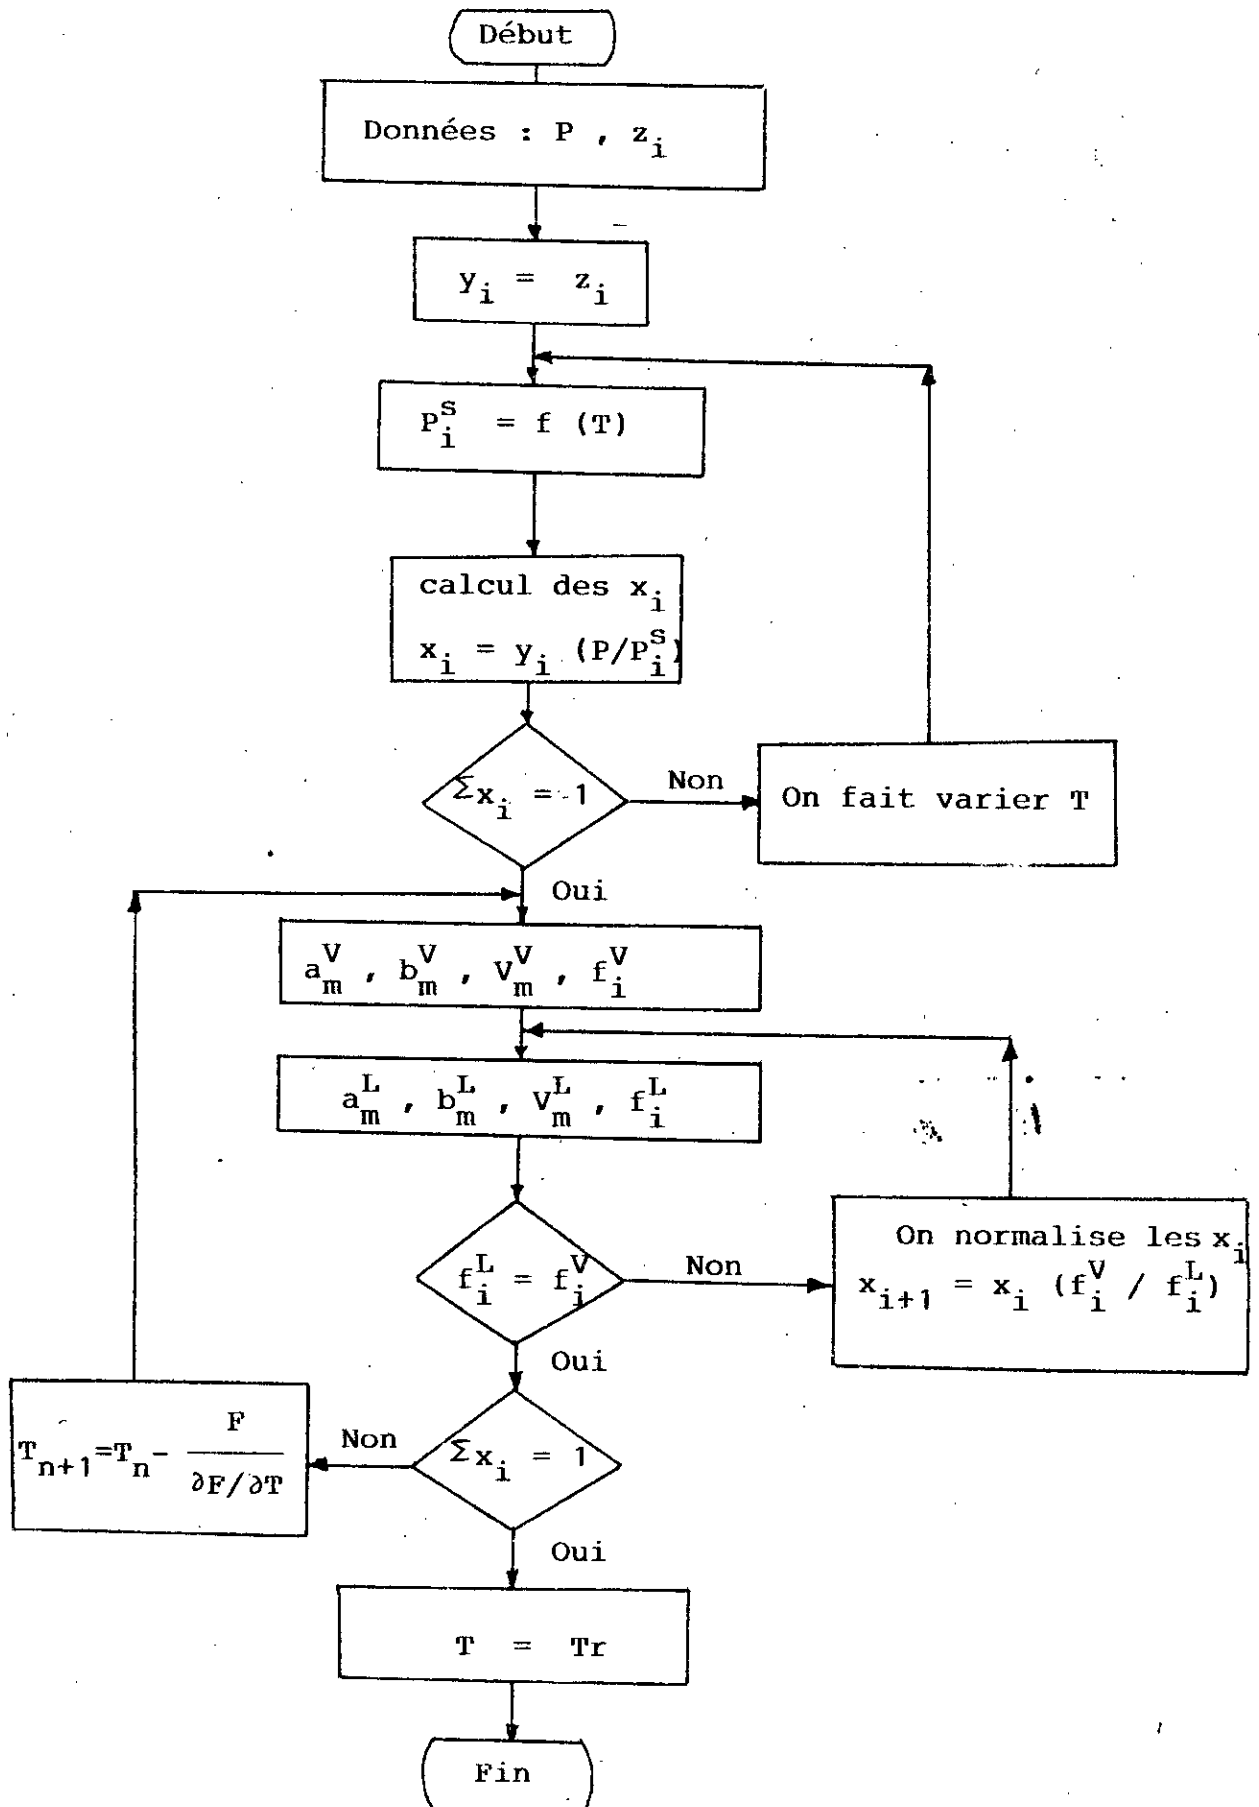 Début
Données : P , z_i
y_i = z_i
P_i^s = f (T)
calcul des x_i
x_i = y_i (P/P_i^s)
Σx_i = 1
Non
On fait varier T
Oui
a_m^V , b_m^V , V_m^V , f_i^V
a_m^L , b_m^L , V_m^L , f_i^L
f_i^L = f_i^V
Non
On normalise les x_i
x_{i+1} = x_i (f_i^V / f_i^L)
Oui
Σx_i = 1
Non
T_{n+1}=T_n- F
∂F/∂T
Oui
T = Tr
Fin